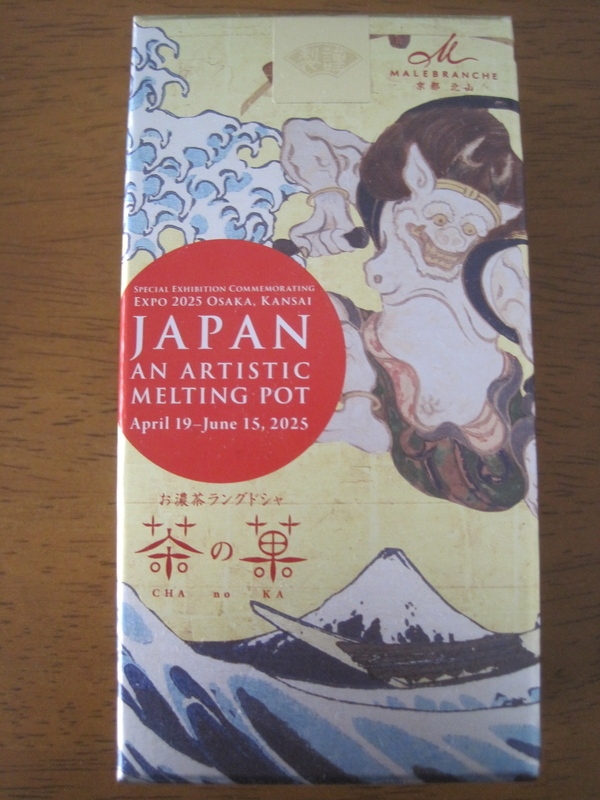 MALEBRANCHE
京都 北山
SPECIAL EXHIBITION COMMEMORATING
EXPO 2025 OSAKA, KANSAI
JAPAN
AN ARTISTIC
MELTING POT
April 19–June 15, 2025
お濃茶ラングドシャ
茶の菓
CHA no KA